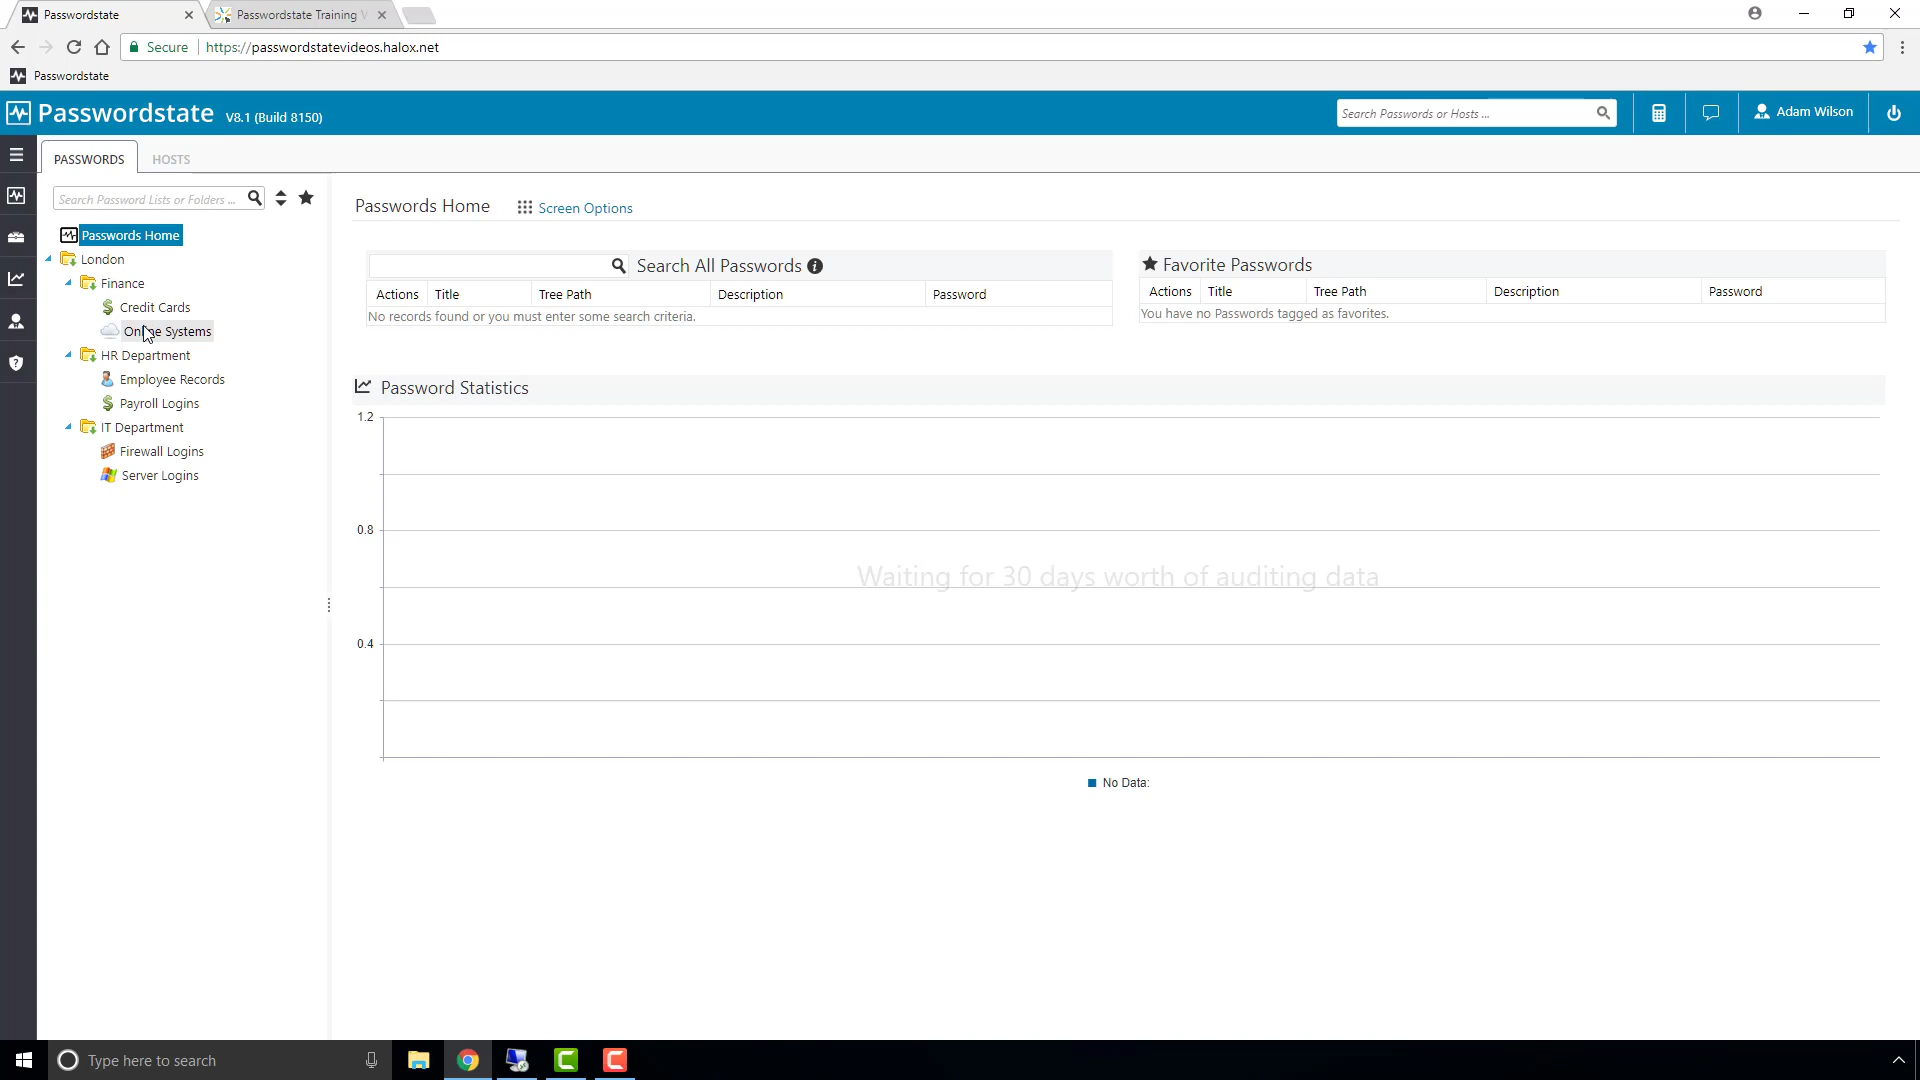 Passwordstate
Passwordstate Training
Secure
https://passwordstatevideos.halox.net
Passwordstate
Passwordstate V8.1 (Build 8150)
Search Passwords or Hosts ...
Adam Wilson
PASSWORDS
HOSTS
Search Password Lists or Folders ...
Passwords Home
London
Finance
Credit Cards
Online Systems
HR Department
Employee Records
Payroll Logins
IT Department
Firewall Logins
Server Logins
Passwords Home
Screen Options
Search All Passwords
Actions Title Tree Path Description Password
No records found or you must enter some search criteria.
Favorite Passwords
Actions Title Tree Path Description Password
You have no Passwords tagged as favorites.
Password Statistics
1.2
0.8
0.4
Waiting for 30 days worth of auditing data
No Data:
Type here to search